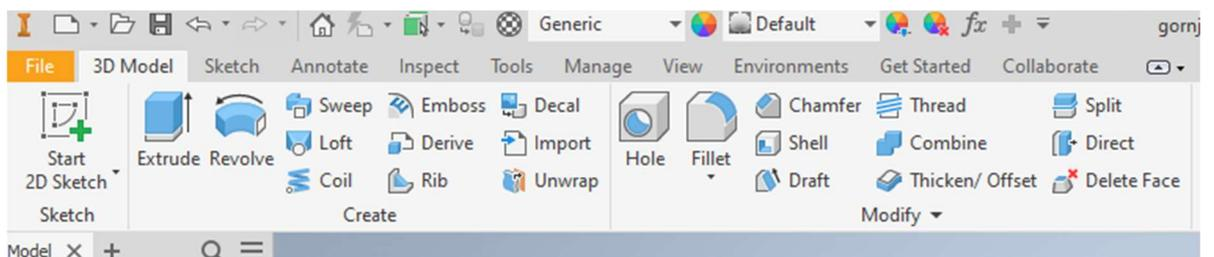 Generic Default fx gornj
File 3D Model Sketch Annotate Inspect Tools Manage View Environments Get Started Collaborate
Sweep Emboss Decal Chamfer Thread Split
Loft Derive Import Shell Combine Direct
Start Extrude Revolve Hole Fillet
2D Sketch Coil Rib Unwrap Draft Thicken/ Offset Delete Face
Sketch Create Modify
Model